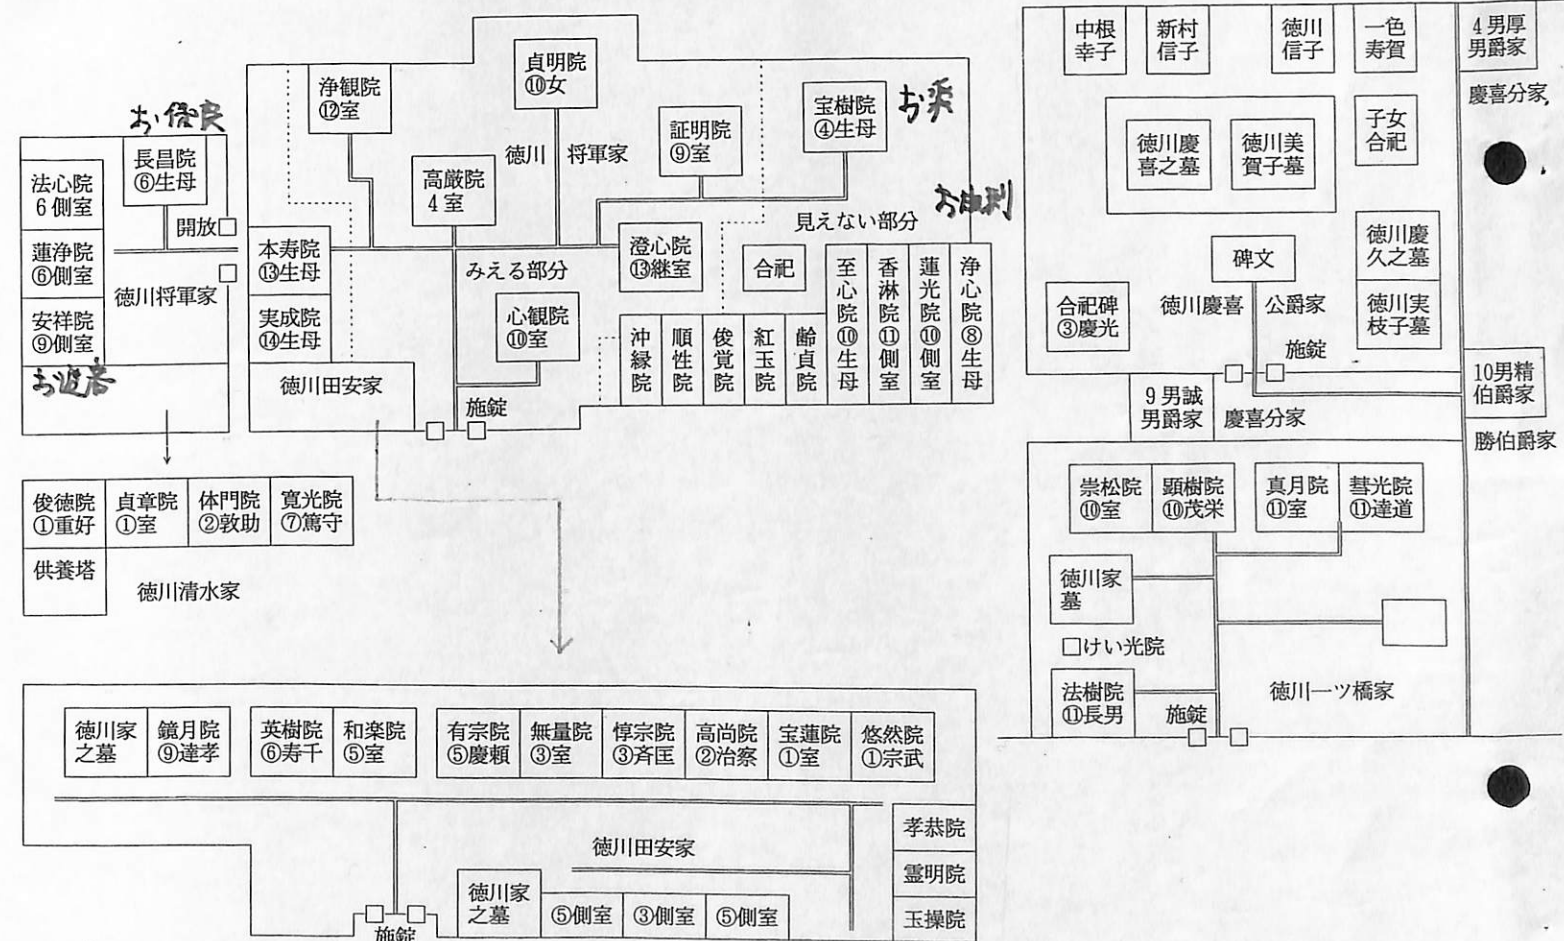 お優良
長昌院
⑥生母
法心院
6側室
開放
蓮浄院
⑥側室
徳川将軍家
安祥院
⑨側室
浄観院
⑫室
貞明院
⑩女
証明院
⑨室
宝樹院
④生母
お楽
徳川
将軍家
高厳院
4室
見えない部分
本寿院
⑬生母
みえる部分
澄心院
⑬継室
合祀
実成院
⑭生母
心観院
⑩室
徳川田安家
施錠
沖縁院
順性院
俊覚院
紅玉院
齢貞院
至心院⑩生母
香淋院⑪側室
蓮光院⑩側室
浄心院⑧生母
俊徳院
①重好
貞章院
①室
体門院
②敦助
寛光院
⑦篤守
供養塔
徳川清水家
中根
幸子
新村
信子
徳川
信子
一色
寿賀
4男厚
男爵家
慶喜分家
徳川慶
喜之墓
徳川美
賀子墓
子女
合祀
碑文
徳川慶
久之墓
合祀碑
③慶光
徳川慶喜
公爵家
徳川実
枝子墓
施錠
9男誠
男爵家
慶喜分家
10男精
伯爵家
勝伯爵家
崇松院
⑩室
顕樹院
⑩茂栄
真月院
⑪室
彗光院
⑪達道
徳川家
墓
□けい光院
法樹院
⑪長男
施錠
徳川一ツ橋家
徳川家
之墓
鏡月院
⑨達孝
英樹院
⑥寿千
和楽院
⑤室
有宗院
⑤慶頼
無量院
③室
惇宗院
③斉匡
高尚院
②治察
宝蓮院
①室
悠然院
①宗武
徳川田安家
孝恭院
霊明院
玉操院
徳川家
之墓
⑤側室
③側室
⑤側室
施錠